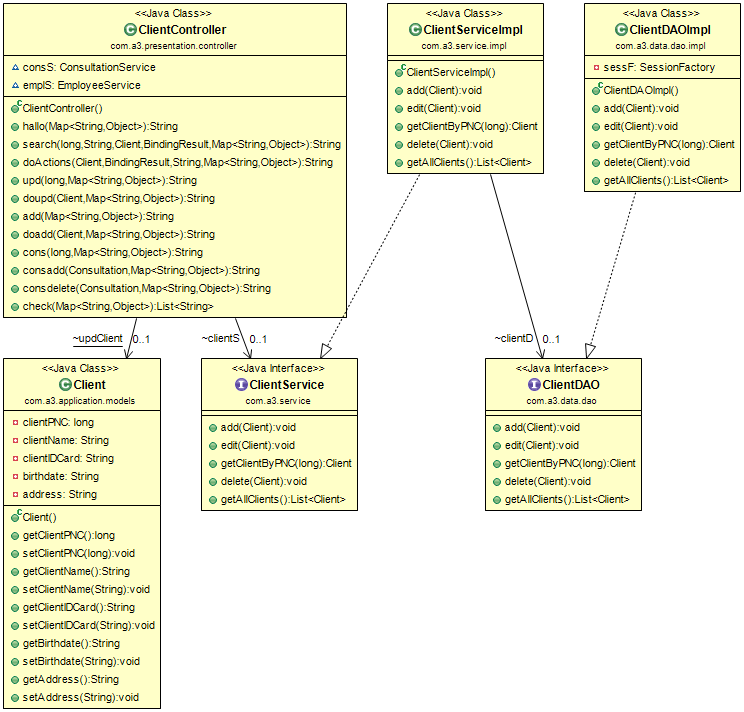 <<Java Class>>
ClientController
com.a3.presentation.controller
consS: ConsultationService
emplS: EmployeeService
ClientController()
hallo(Map<String,Object>):String
search(long,String,Client,BindingResult,Map<String,Object>):String
doActions(Client,BindingResult,String,Map<String,Object>):String
upd(long,Map<String,Object>):String
doupd(Client,Map<String,Object>):String
add(Map<String,Object>):String
doadd(Client,Map<String,Object>):String
cons(long,Map<String,Object>):String
consadd(Consultation,Map<String,Object>):String
consdelete(Consultation,Map<String,Object>):String
check(Map<String,Object>):List<String>
<<Java Class>>
ClientServiceImpl
com.a3.service.impl
ClientServiceImpl()
add(Client):void
edit(Client):void
getClientByPNC(long):Client
delete(Client):void
getAllClients():List<Client>
<<Java Class>>
ClientDAOImpl
com.a3.data.dao.impl
sessF: SessionFactory
ClientDAOImpl()
add(Client):void
edit(Client):void
getClientByPNC(long):Client
delete(Client):void
getAllClients():List<Client>
~updClient 0..1
~clientS 0..1
~clientD 0..1
<<Java Class>>
Client
com.a3.application.models
clientPNC: long
clientName: String
clientIDCard: String
birthdate: String
address: String
Client()
getClientPNC():long
setClientPNC(long):void
getClientName():String
setClientName(String):void
getClientIDCard():String
setClientIDCard(String):void
getBirthdate():String
setBirthdate(String):void
getAddress():String
setAddress(String):void
<<Java Interface>>
ClientService
com.a3.service
add(Client):void
edit(Client):void
getClientByPNC(long):Client
delete(Client):void
getAllClients():List<Client>
<<Java Interface>>
ClientDAO
com.a3.data.dao
add(Client):void
edit(Client):void
getClientByPNC(long):Client
delete(Client):void
getAllClients():List<Client>